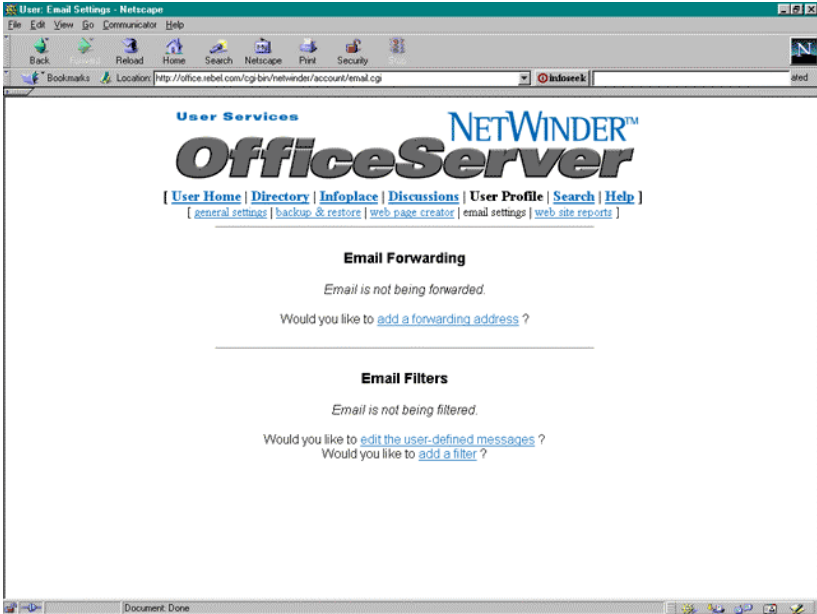 User: Email Settings - Netscape
File Edit View Go Communicator Help
Back Forward Reload Home Search Netscape Print Security Stop
Bookmarks Location: http://office.rebel.com/cgi-bin/netwinder/account/email.cgi infoseek ated
User Services
NETWINDER™
OfficeServer
[ User Home | Directory | Infoplace | Discussions | User Profile | Search | Help ]
[ general settings | backup & restore | web page creator | email settings | web site reports ]
Email Forwarding
Email is not being forwarded.
Would you like to add a forwarding address ?
Email Filters
Email is not being filtered.
Would you like to edit the user-defined messages ?
Would you like to add a filter ?
Document: Done